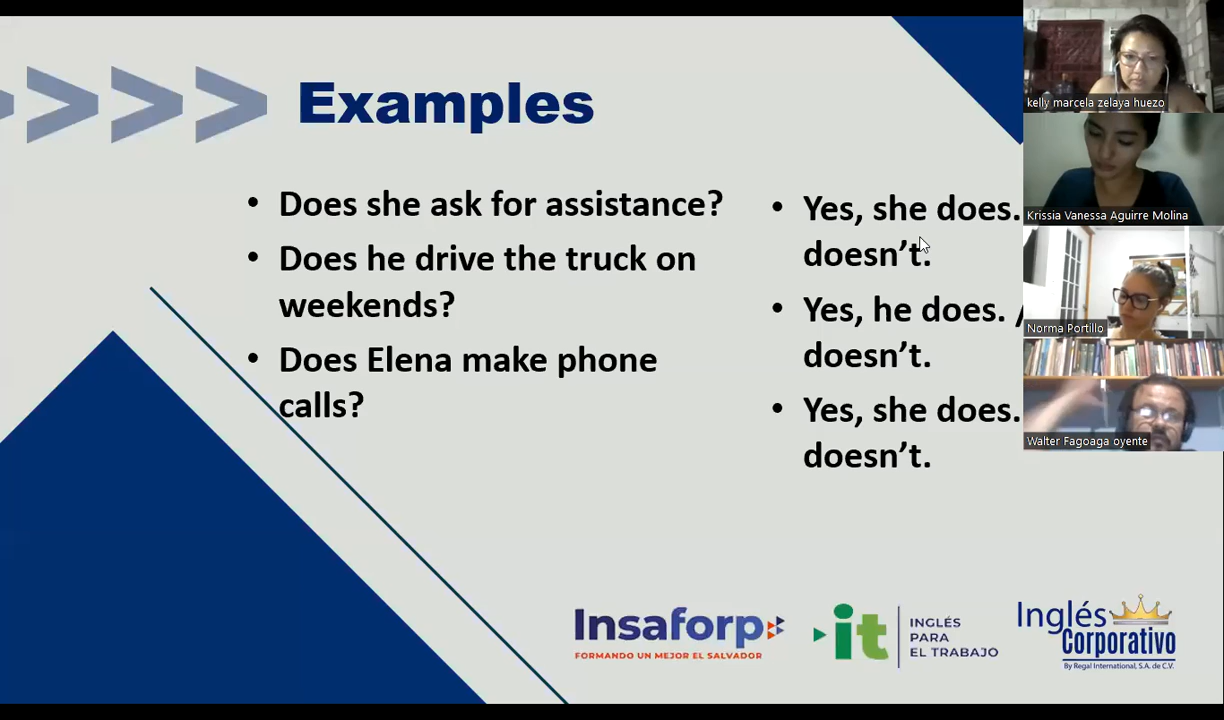 Examples
• Does she ask for assistance?
• Does he drive the truck on
weekends?
• Does Elena make phone
calls?
• Yes, she does.
doesn’t.
• Yes, he does. /
doesn’t.
• Yes, she does.
doesn’t.
kelly marcela zelaya huezo
Krissia Vanessa Aguirre Molina
Norma Portillo
Walter Fagoaga oyente
Insaforp
FORMANDO UN MEJOR EL SALVADOR
it
INGLÉS
PARA
EL TRABAJO
Inglés
Corporativo
By Regal International, S.A. de C.V.